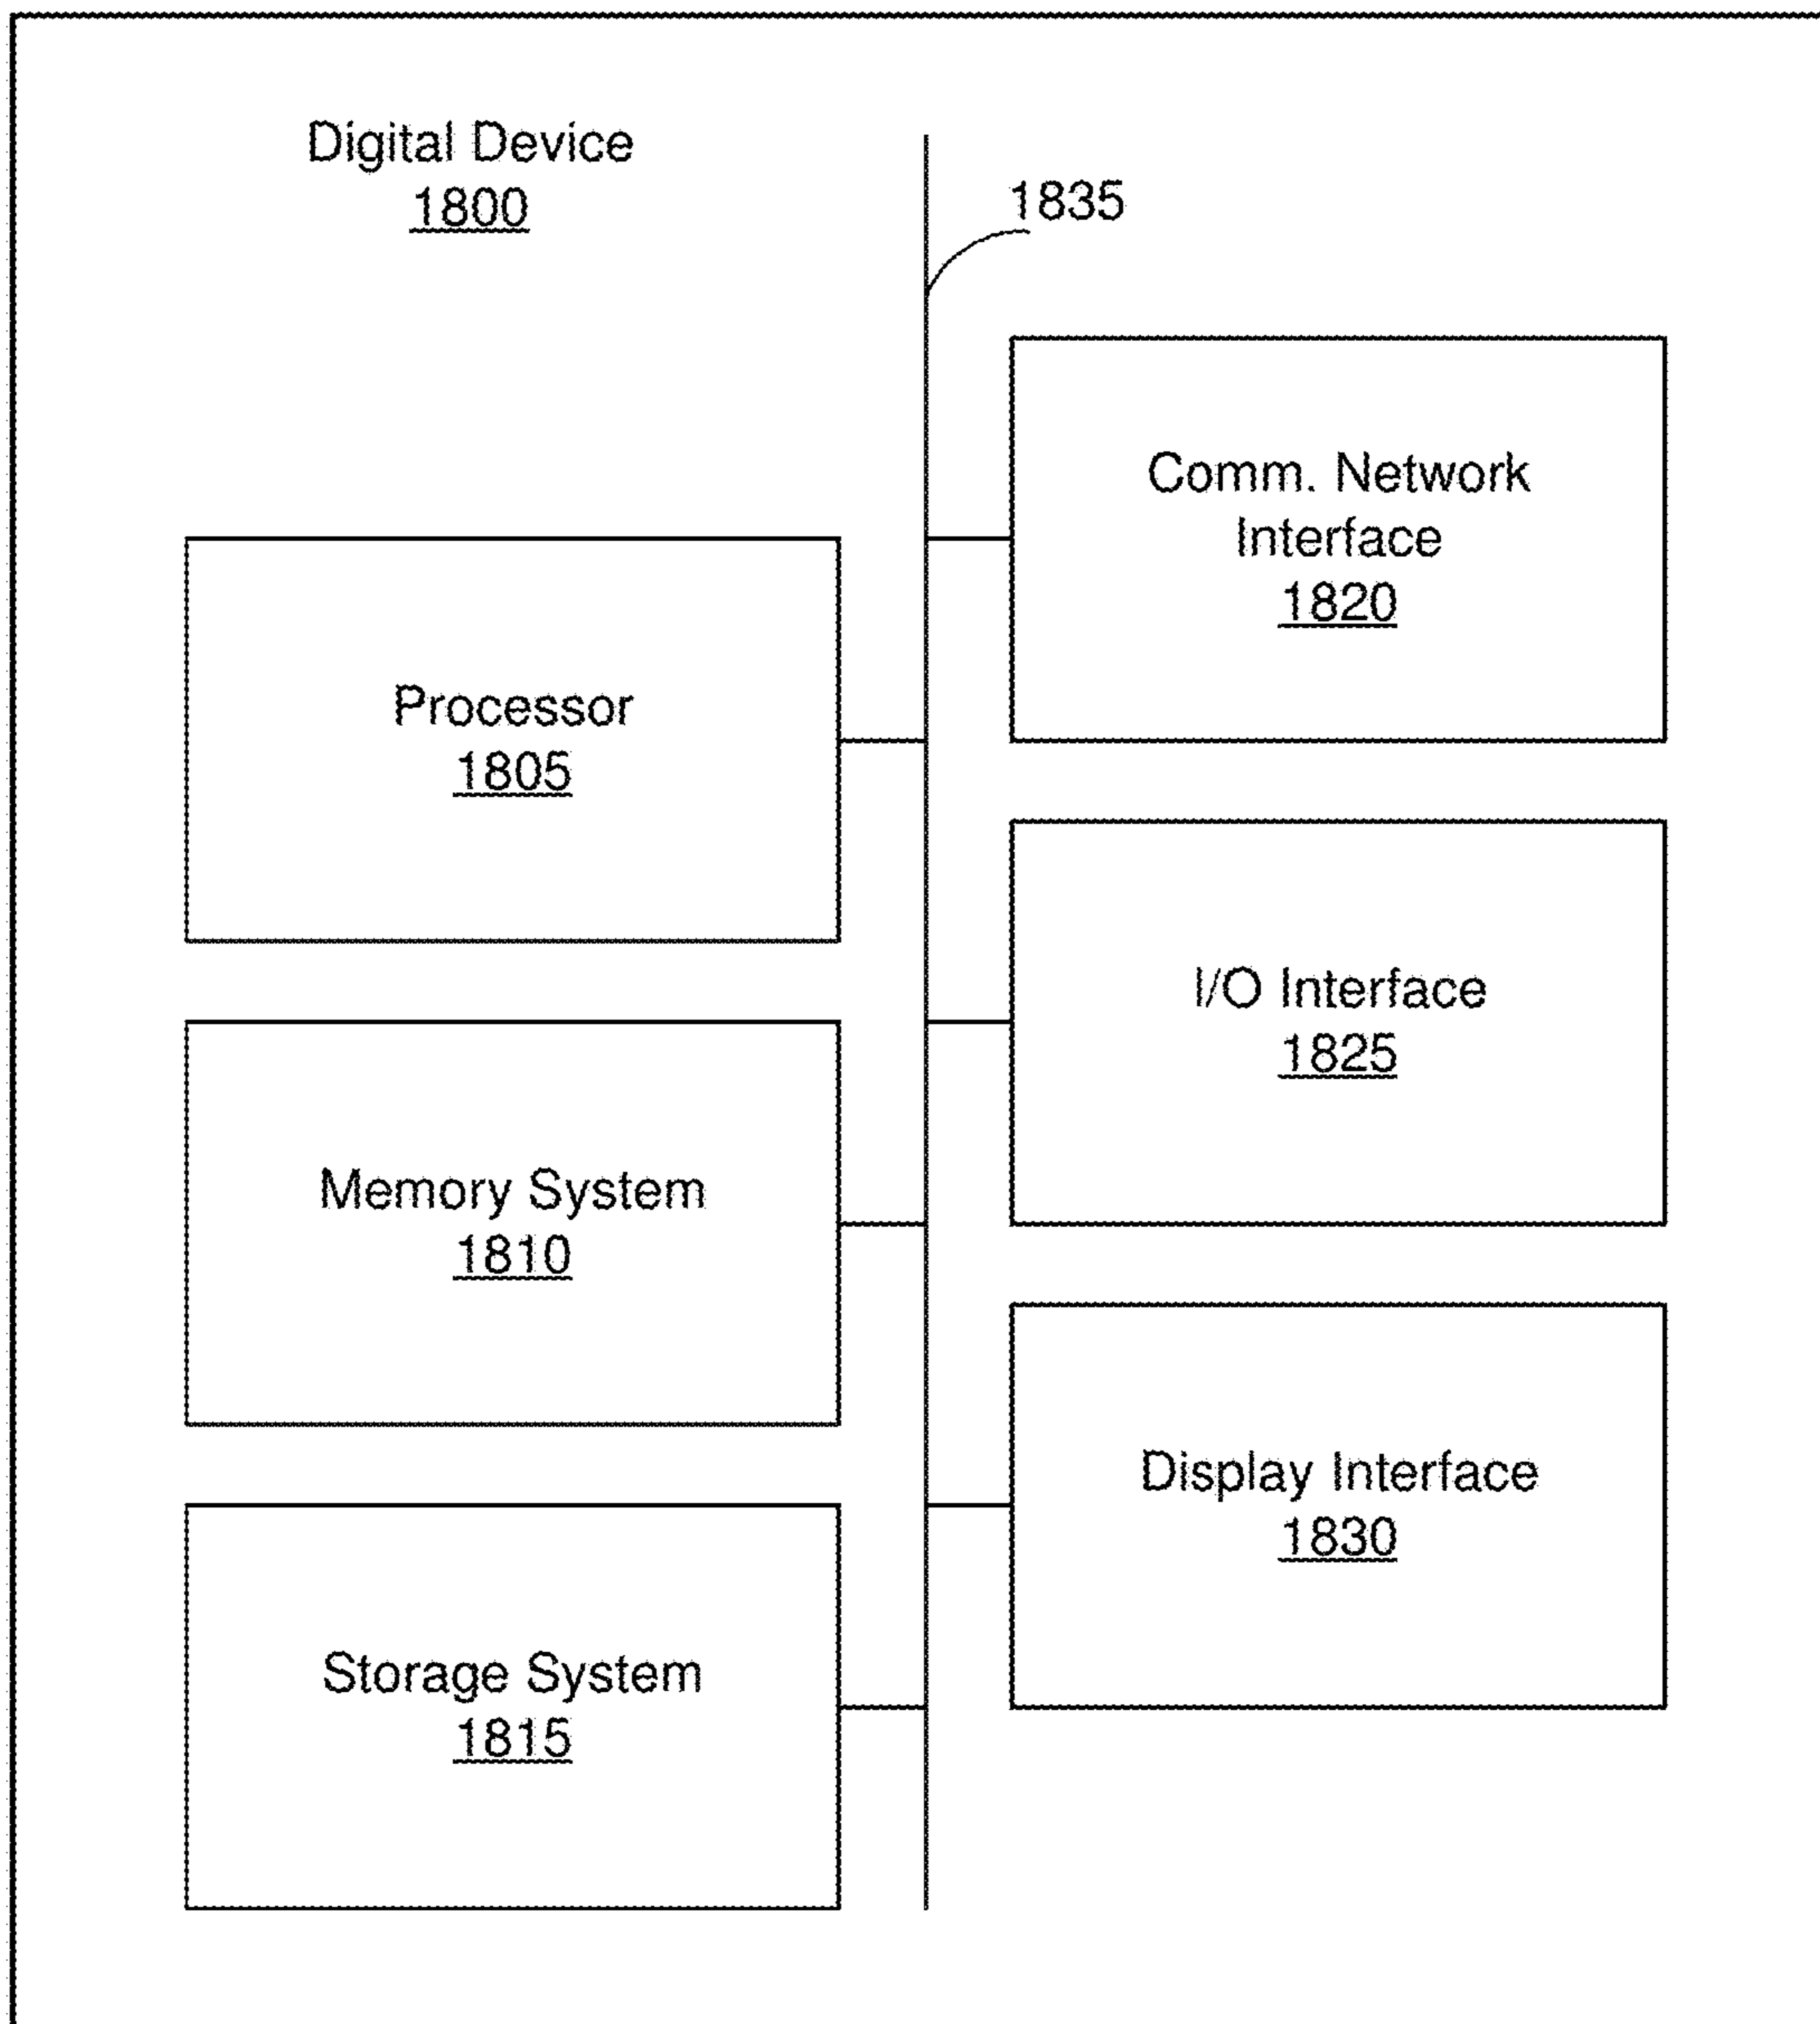 Digital Device
1800
1835
Comm. Network
Interface
1820
Processor
1805
I/O Interface
1825
Memory System
1810
Display Interface
1830
Storage System
1815